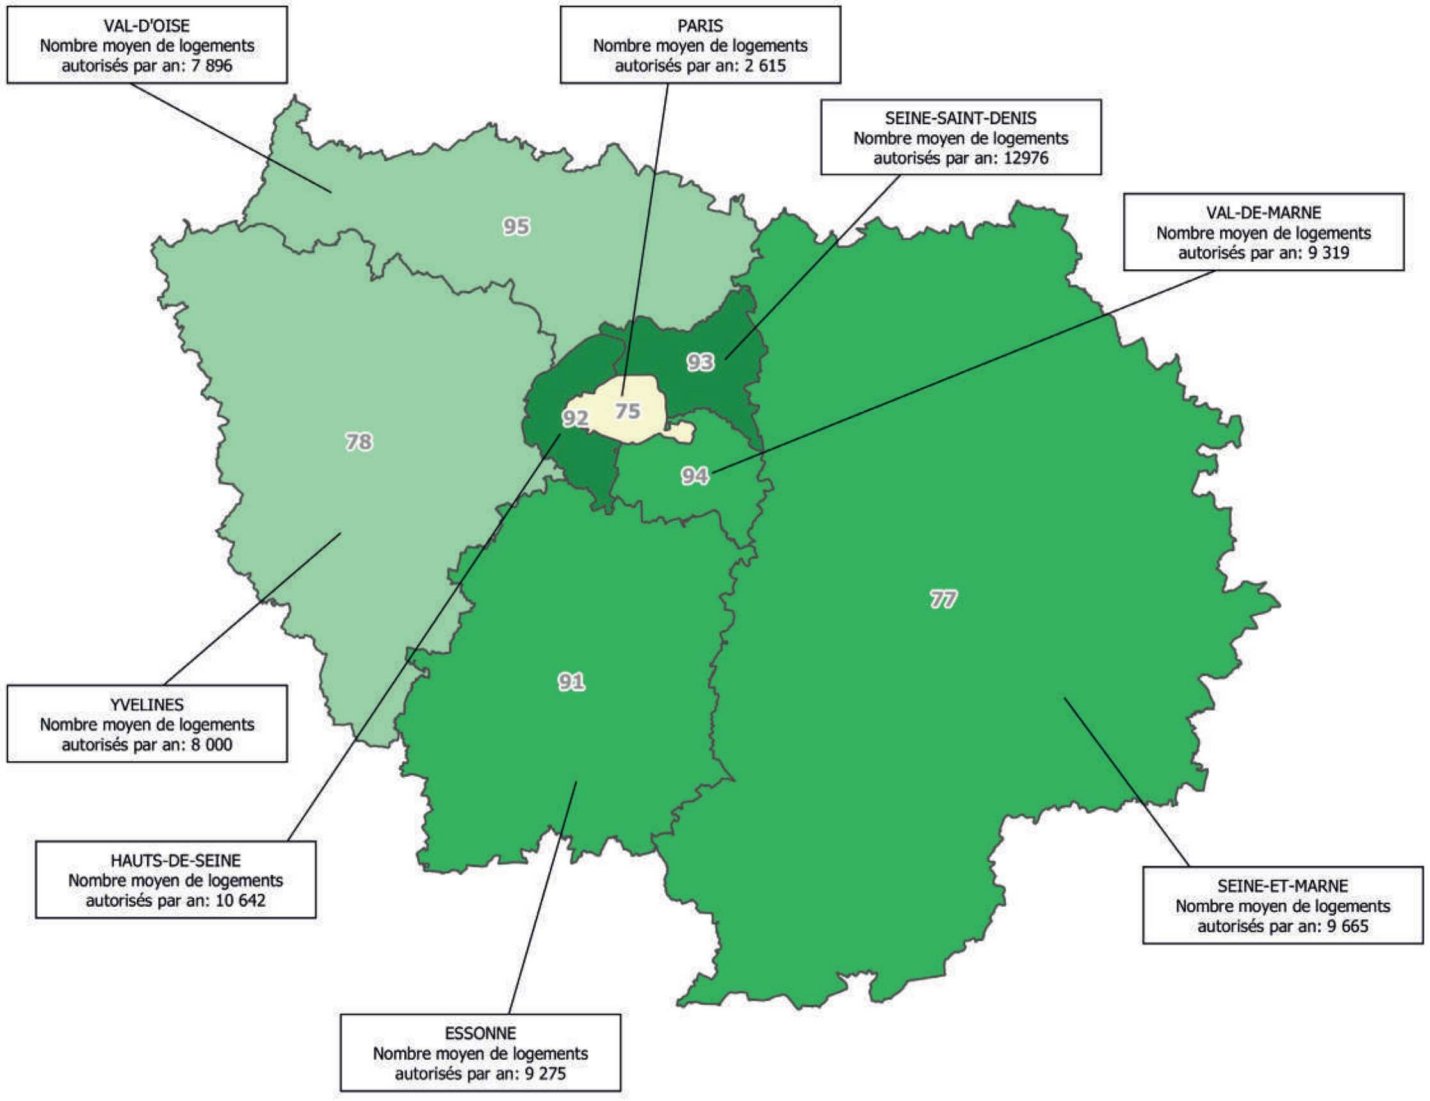 VAL-D'OISE
Nombre moyen de logements
autorisés par an: 7 896
PARIS
Nombre moyen de logements
autorisés par an: 2 615
SEINE-SAINT-DENIS
Nombre moyen de logements
autorisés par an: 12976
VAL-DE-MARNE
Nombre moyen de logements
autorisés par an: 9 319
95
93
92
75
78
94
77
91
YVELINES
Nombre moyen de logements
autorisés par an: 8 000
HAUTS-DE-SEINE
Nombre moyen de logements
autorisés par an: 10 642
SEINE-ET-MARNE
Nombre moyen de logements
autorisés par an: 9 665
ESSONNE
Nombre moyen de logements
autorisés par an: 9 275